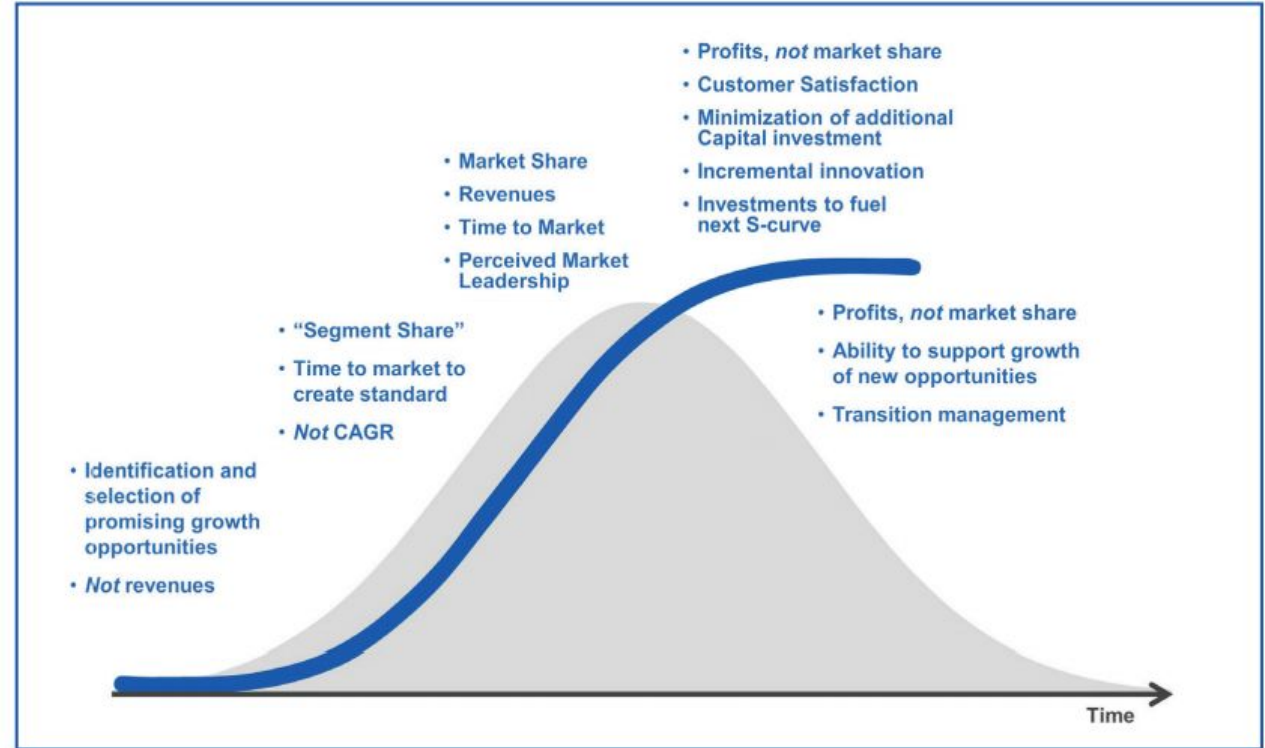 • Profits, not market share
• Customer Satisfaction
• Minimization of additional
Capital investment
• Incremental innovation
• Investments to fuel
next S-curve
• Market Share
• Revenues
• Time to Market
• Perceived Market
Leadership
• "Segment Share"
• Time to market to
create standard
• Not CAGR
• Identification and
selection of
promising growth
opportunities
• Not revenues
• Profits, not market share
• Ability to support growth
of new opportunities
• Transition management
Time